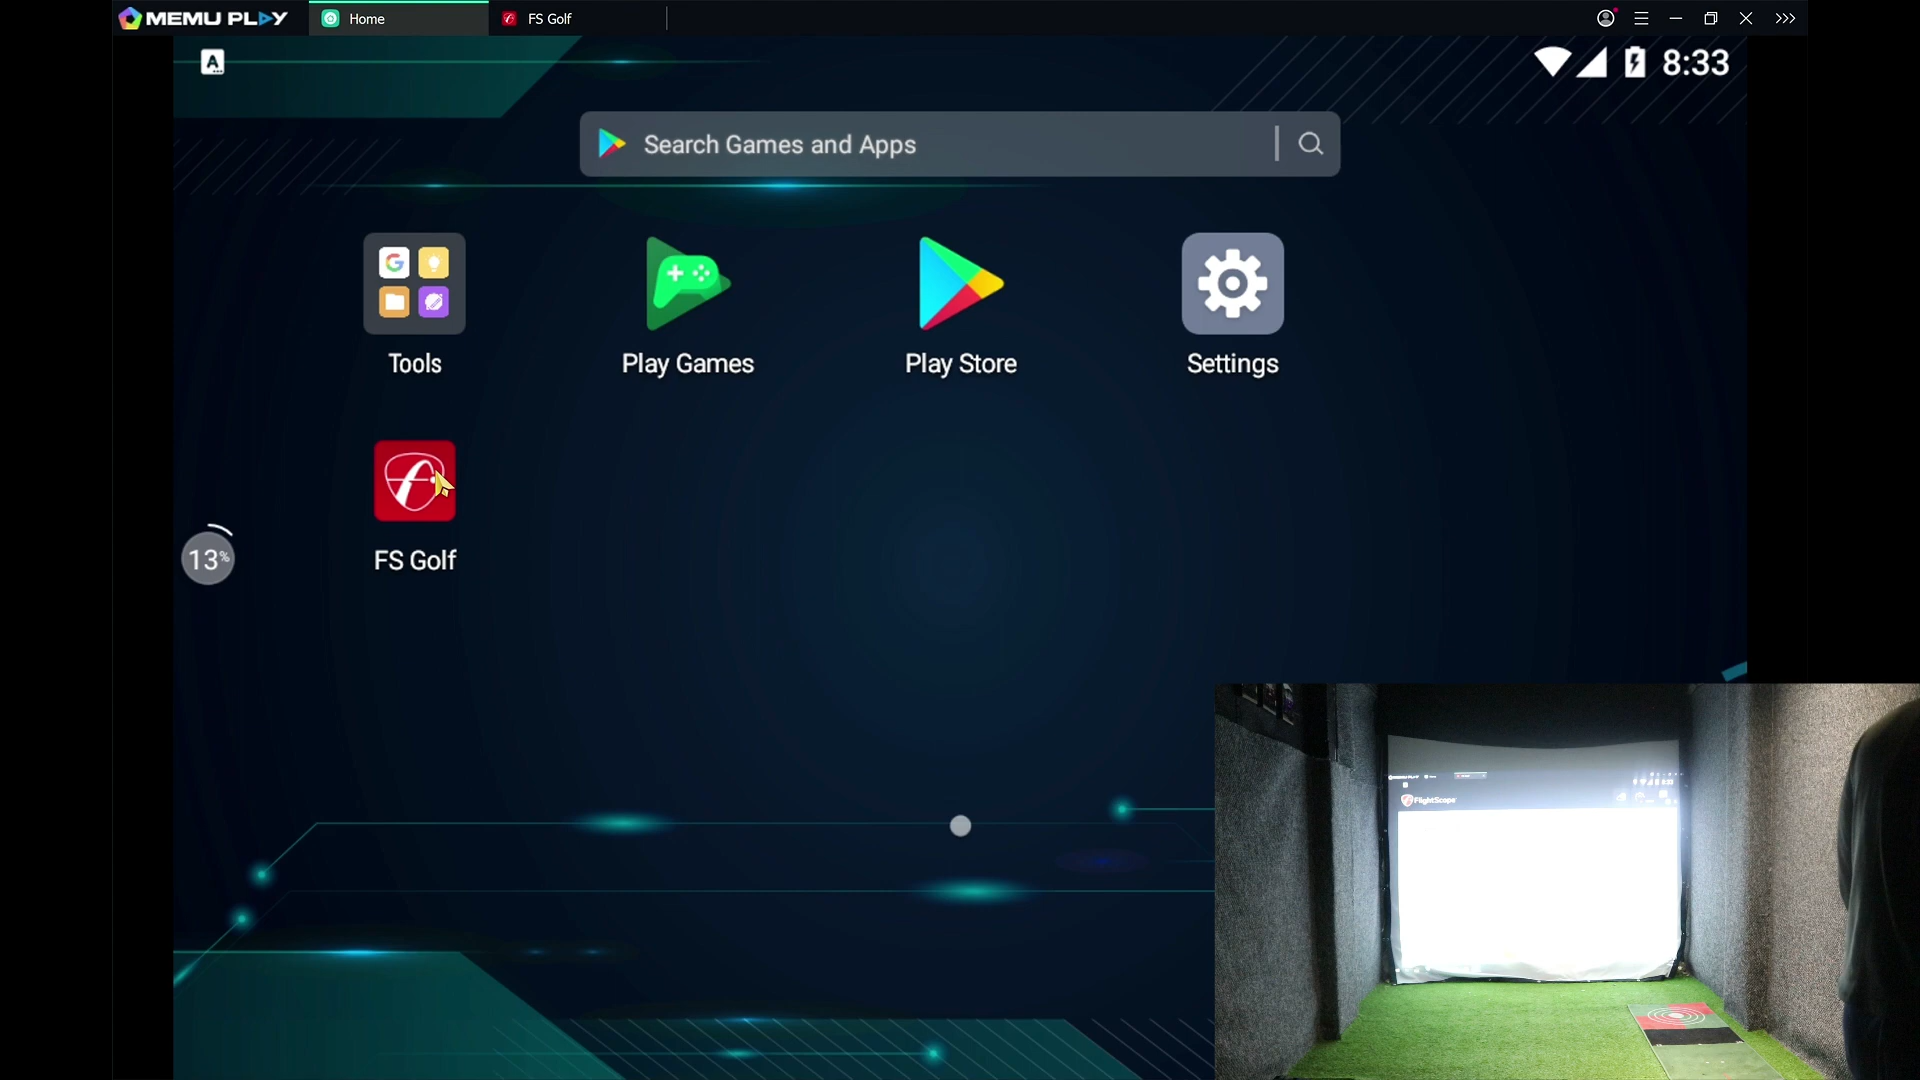 MEMU PLAY
Home
FS Golf
A
8:33
Search Games and Apps
Tools
Play Games
Play Store
Settings
FS Golf
13%
FlightScope